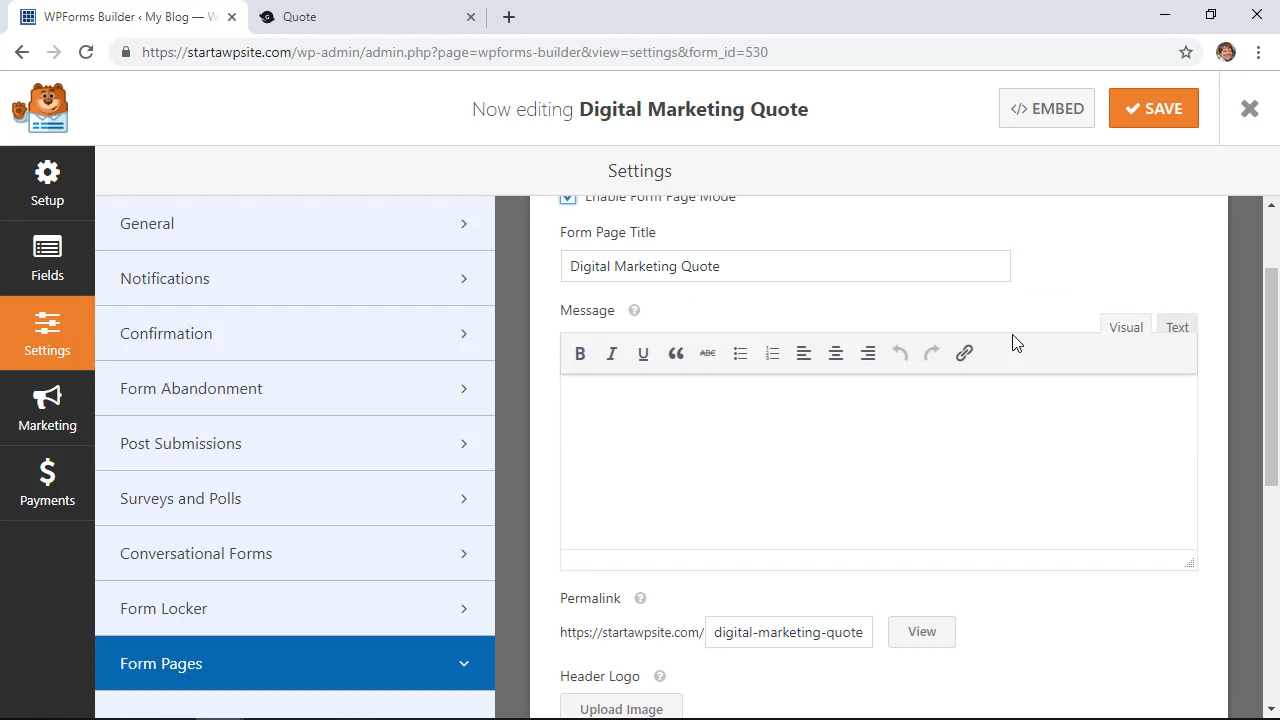 WPForms Builder ‹ My Blog — W
Quote
https://startawpsite.com/wp-admin/admin.php?page=wpforms-builder&view=settings&form_id=530
Now editing Digital Marketing Quote
</> EMBED
SAVE
Setup
Fields
Settings
Marketing
Payments
Settings
General
Notifications
Confirmation
Form Abandonment
Post Submissions
Surveys and Polls
Conversational Forms
Form Locker
Form Pages
Enable Form Page Mode
Form Page Title
Digital Marketing Quote
Message
Visual
Text
B I U ABC
Permalink
https://startawpsite.com/ digital-marketing-quote View
Header Logo
Upload Image